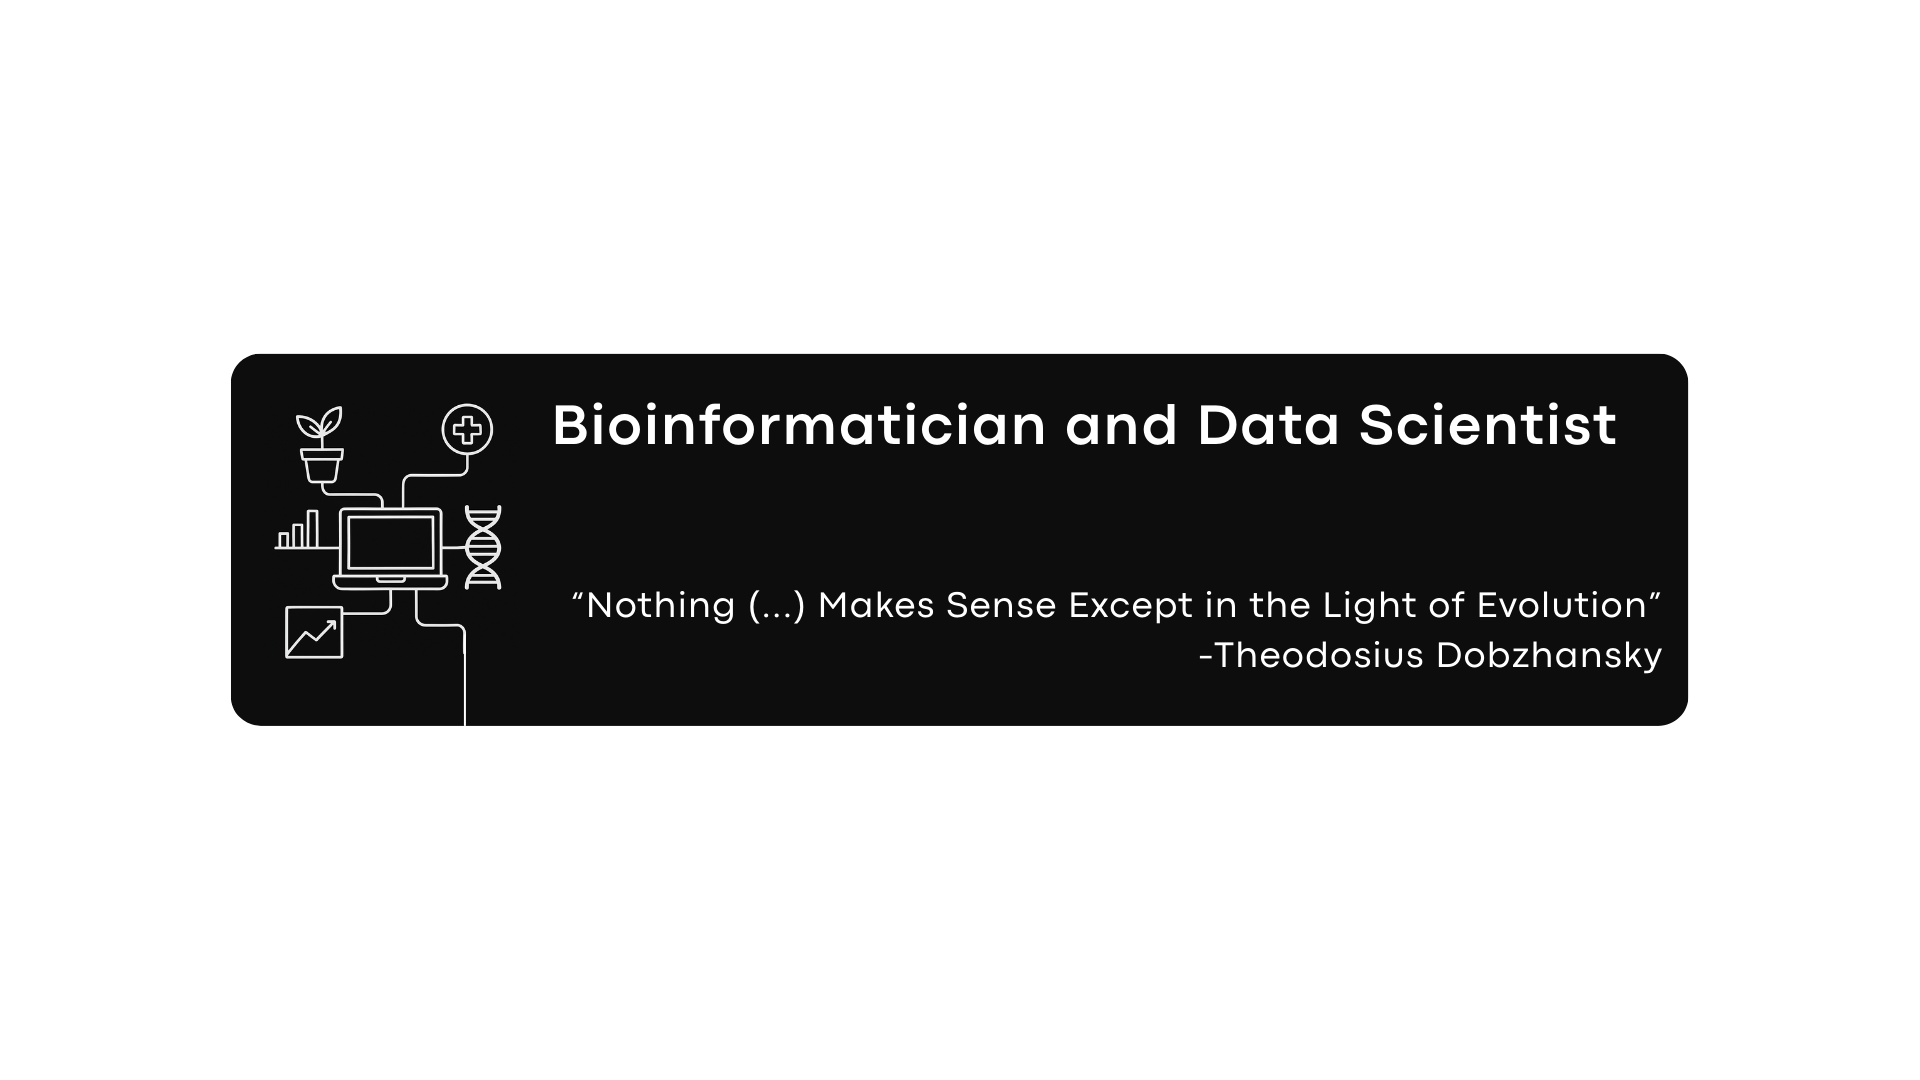 Bioinformatician and Data Scientist
“Nothing (...) Makes Sense Except in the Light of Evolution”
-Theodosius Dobzhansky